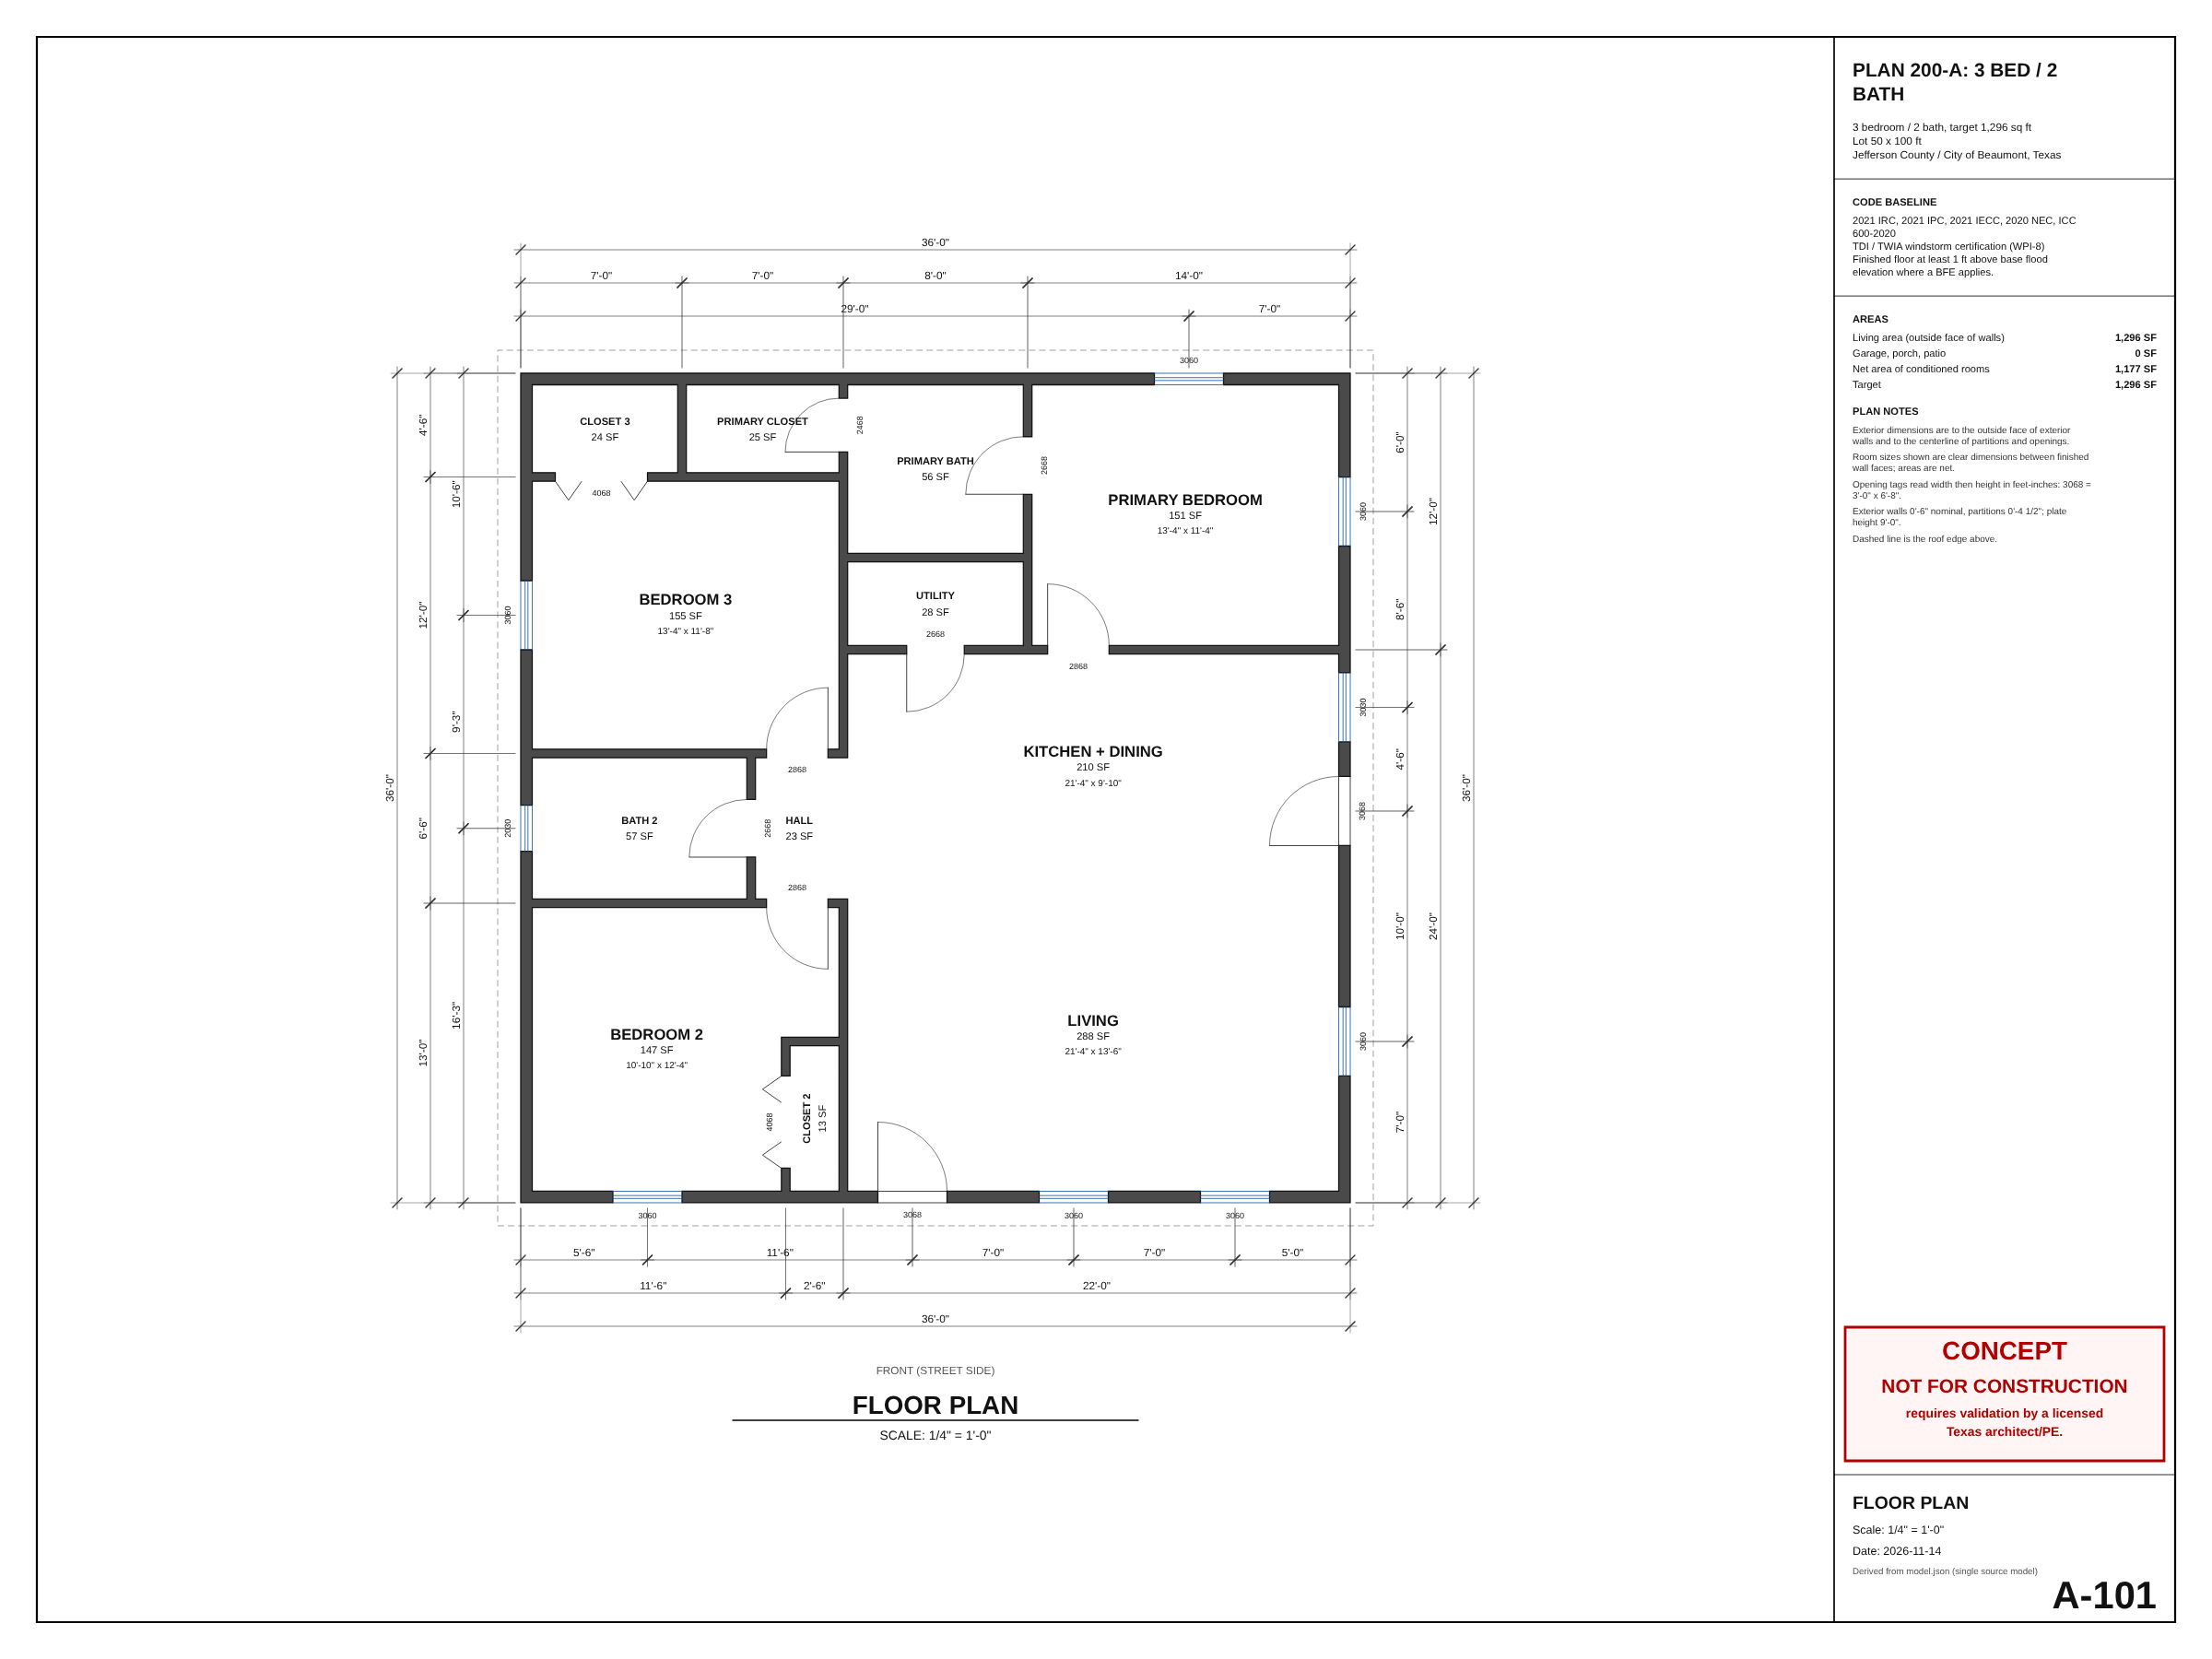 36'-0"
7'-0" 7'-0" 8'-0" 14'-0"
29'-0" 7'-0"
3060
4'-6"
10'-6"
12'-0"
9'-3"
36'-0"
6'-6"
16'-3"
13'-0"
3060
2030
CLOSET 3
24 SF
4068
PRIMARY CLOSET
25 SF
2468
PRIMARY BATH
56 SF
2668
PRIMARY BEDROOM
151 SF
13'-4" x 11'-4"
BEDROOM 3
155 SF
13'-4" x 11'-8"
UTILITY
28 SF
2668
2868
KITCHEN + DINING
210 SF
21'-4" x 9'-10"
2868
BATH 2
57 SF
2668
HALL
23 SF
2868
BEDROOM 2
147 SF
10'-10" x 12'-4"
4068
CLOSET 2
13 SF
LIVING
288 SF
21'-4" x 13'-6"
3060
3030
3068
3060
6'-0"
12'-0"
8'-6"
4'-6"
36'-0"
10'-0"
24'-0"
7'-0"
3060 3068 3060 3060
5'-6" 11'-6" 7'-0" 7'-0" 5'-0"
11'-6" 2'-6" 22'-0"
36'-0"
FRONT (STREET SIDE)
FLOOR PLAN
SCALE: 1/4" = 1'-0"
PLAN 200-A: 3 BED / 2
BATH
3 bedroom / 2 bath, target 1,296 sq ft
Lot 50 x 100 ft
Jefferson County / City of Beaumont, Texas
CODE BASELINE
2021 IRC, 2021 IPC, 2021 IECC, 2020 NEC, ICC
600-2020
TDI / TWIA windstorm certification (WPI-8)
Finished floor at least 1 ft above base flood
elevation where a BFE applies.
AREAS
Living area (outside face of walls) 1,296 SF
Garage, porch, patio 0 SF
Net area of conditioned rooms 1,177 SF
Target 1,296 SF
PLAN NOTES
Exterior dimensions are to the outside face of exterior
walls and to the centerline of partitions and openings.
Room sizes shown are clear dimensions between finished
wall faces; areas are net.
Opening tags read width then height in feet-inches: 3068 =
3'-0" x 6'-8".
Exterior walls 0'-6" nominal, partitions 0'-4 1/2"; plate
height 9'-0".
Dashed line is the roof edge above.
CONCEPT
NOT FOR CONSTRUCTION
requires validation by a licensed
Texas architect/PE.
FLOOR PLAN
Scale: 1/4" = 1'-0"
Date: 2026-11-14
Derived from model.json (single source model)
A-101